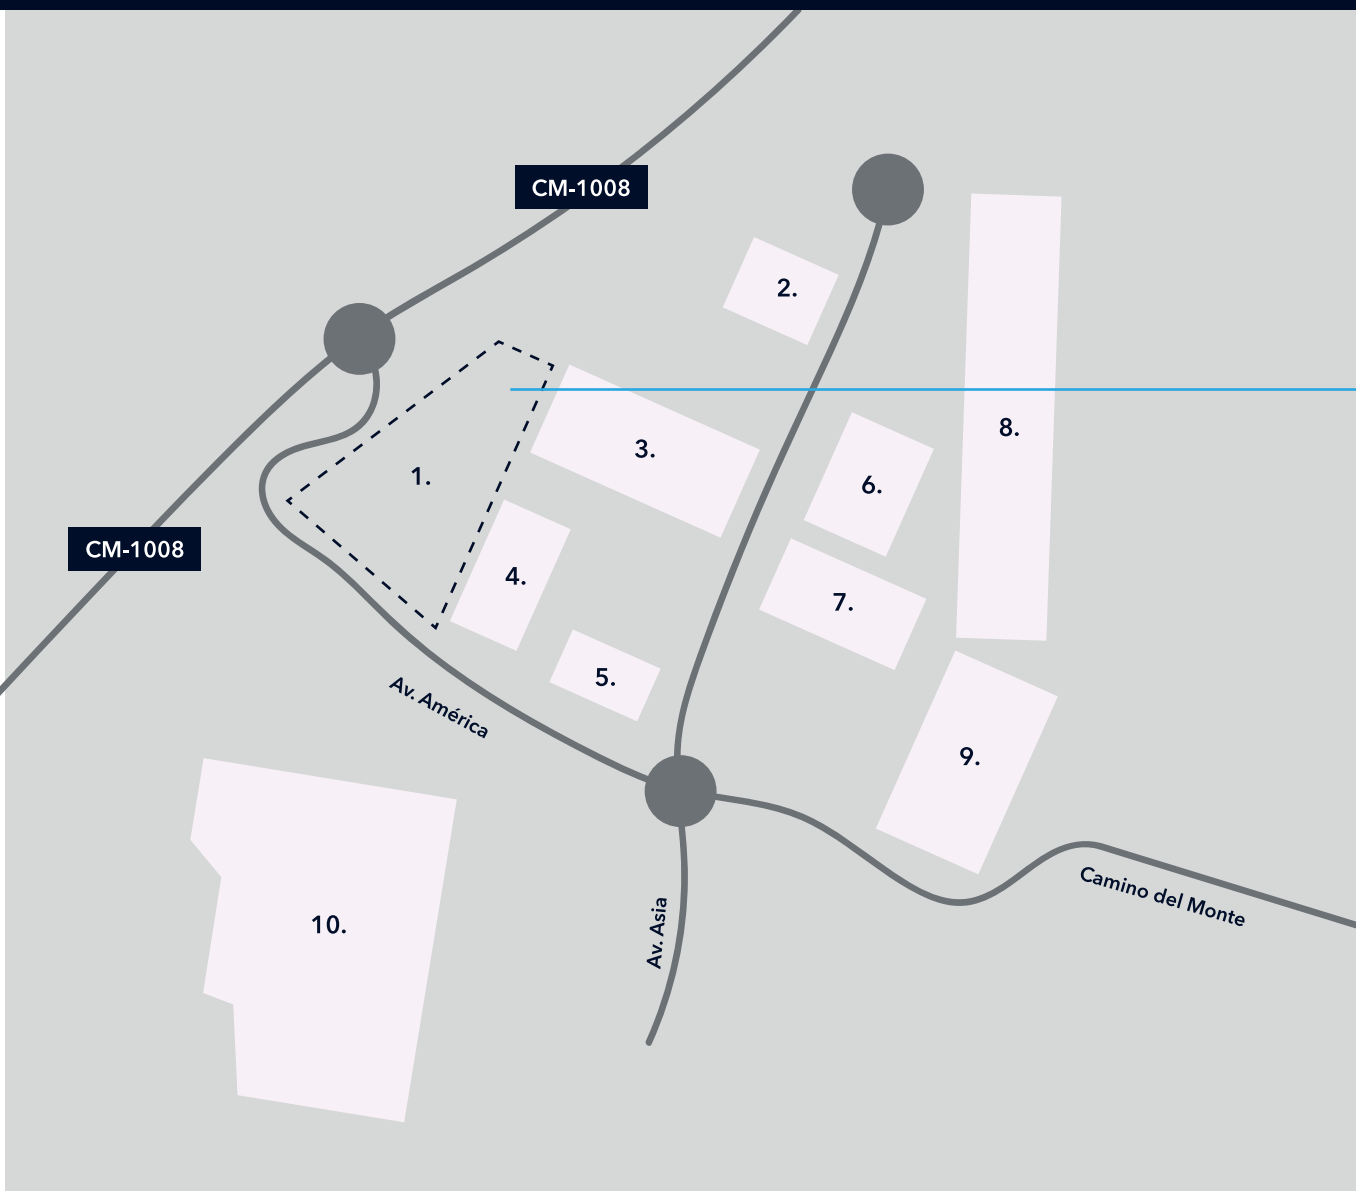 CM-1008
2.
8.
3.
1.
6.
CM-1008
4.
7.
5.
Av. América
9.
Camino del Monte
10.
Av. Asia